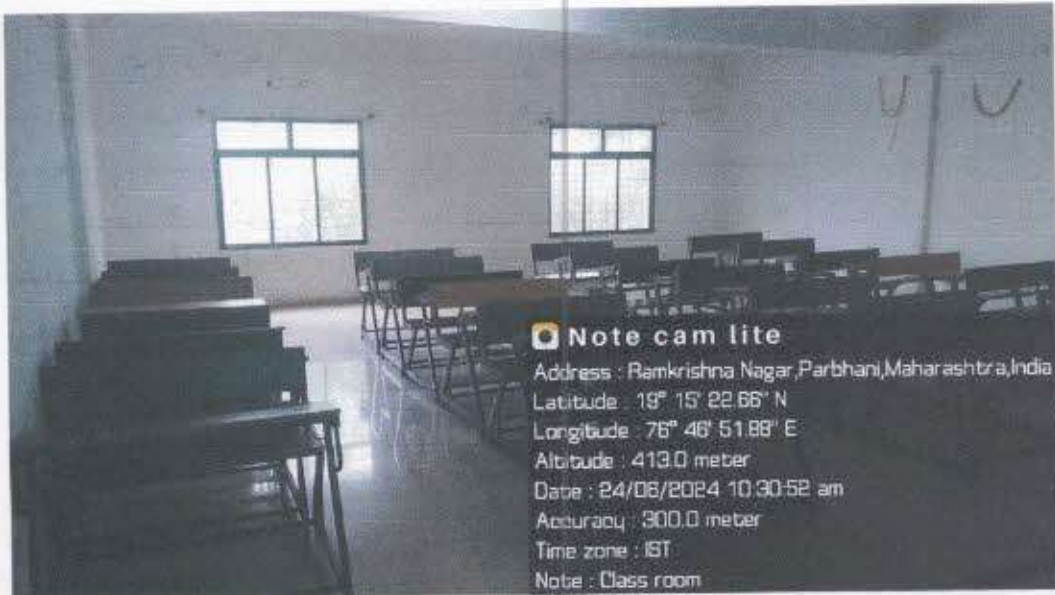 Note cam lite
Address : Ramkrishna Nagar,Parbhani,Maharashtra,India
Latitude : 19° 15' 22.66" N
Longitude : 76° 46' 51.88" E
Altitude : 413.0 meter
Date : 24/06/2024 10:30:52 am
Accuracy : 300.0 meter
Time zone : IST
Note : Class room